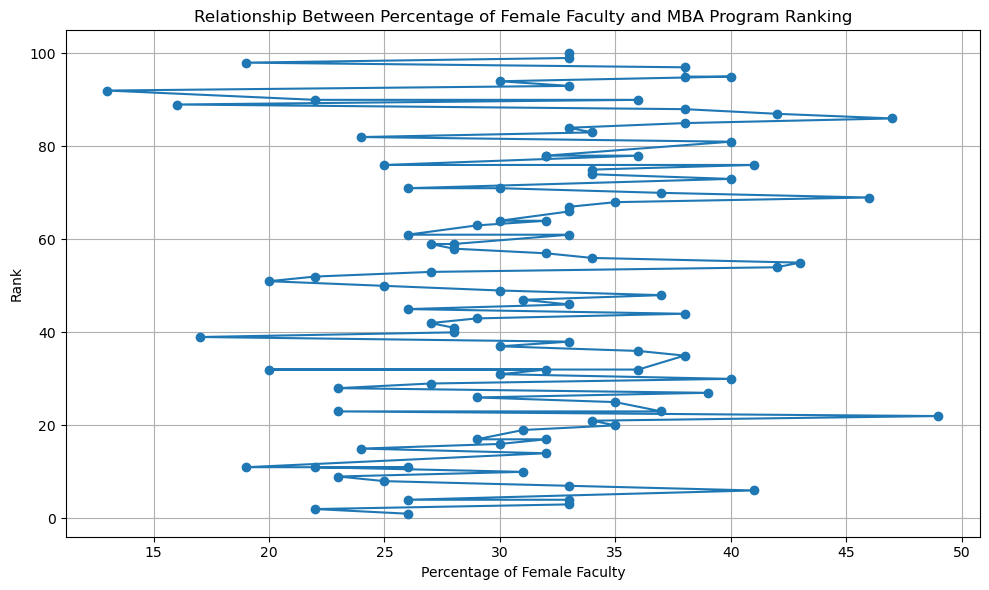 Relationship Between Percentage of Female Faculty and MBA Program Ranking
100
80
60
40
20
0
Rank
15 20 25 30 35 40 45 50
Percentage of Female Faculty